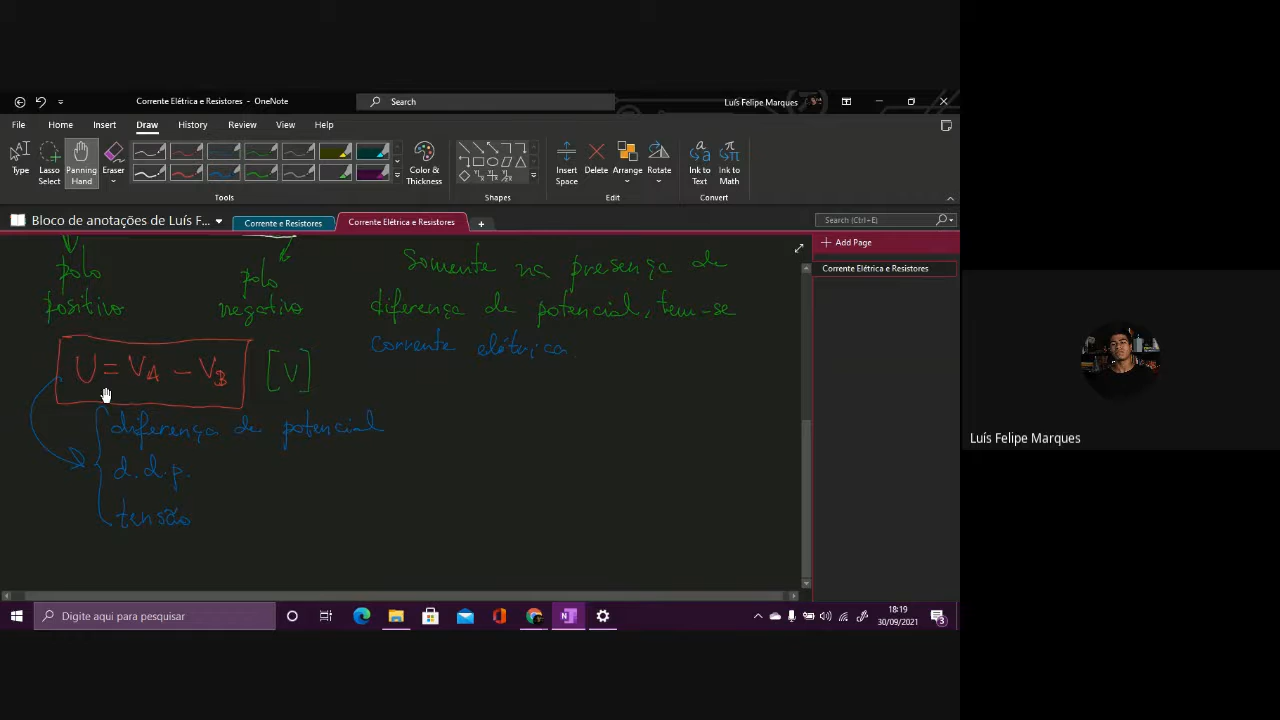 Corrente Elétrica e Resistores - OneNote
Search
Luís Felipe Marques
File Home Insert Draw History Review View Help
Type
Lasso Select
Panning Hand
Eraser
Color & Thickness
Insert Space
Delete
Arrange
Rotate
Ink to Text
Ink to Math
Tools
Shapes
Edit
Convert
Bloco de anotações de Luís F...
Corrente e Resistores
Corrente Elétrica e Resistores
Search (Ctrl+E)
Add Page
Corrente Elétrica e Resistores
polo
positivo
polo
negativo
Somente na presença de
diferença de potencial, tem-se
corrente elétrica.
U = VA - VB [V]
diferença de potencial
d.d.p.
tensão
Luís Felipe Marques
Digite aqui para pesquisar
18:19
30/09/2021
3